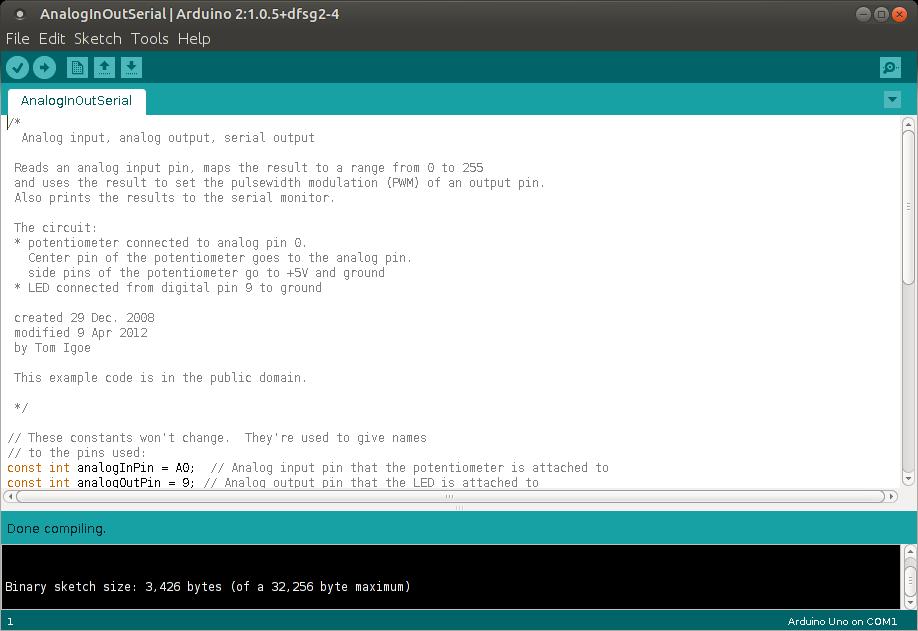 AnalogInOutSerial | Arduino 2:1.0.5+dfsg2-4
File Edit Sketch Tools Help
AnalogInOutSerial
/*
Analog input, analog output, serial output
Reads an analog input pin, maps the result to a range from 0 to 255
and uses the result to set the pulsewidth modulation (PWM) of an output pin.
Also prints the results to the serial monitor.
The circuit:
* potentiometer connected to analog pin 0.
Center pin of the potentiometer goes to the analog pin.
side pins of the potentiometer go to +5V and ground
* LED connected from digital pin 9 to ground
created 29 Dec. 2008
modified 9 Apr 2012
by Tom Igoe
This example code is in the public domain.
*/
// These constants won't change.  They're used to give names
// to the pins used:
const int analogInPin = A0;  // Analog input pin that the potentiometer is attached to
const int analogOutPin = 9; // Analog output pin that the LED is attached to
Done compiling.
Binary sketch size: 3,426 bytes (of a 32,256 byte maximum)
1
Arduino Uno on COM1